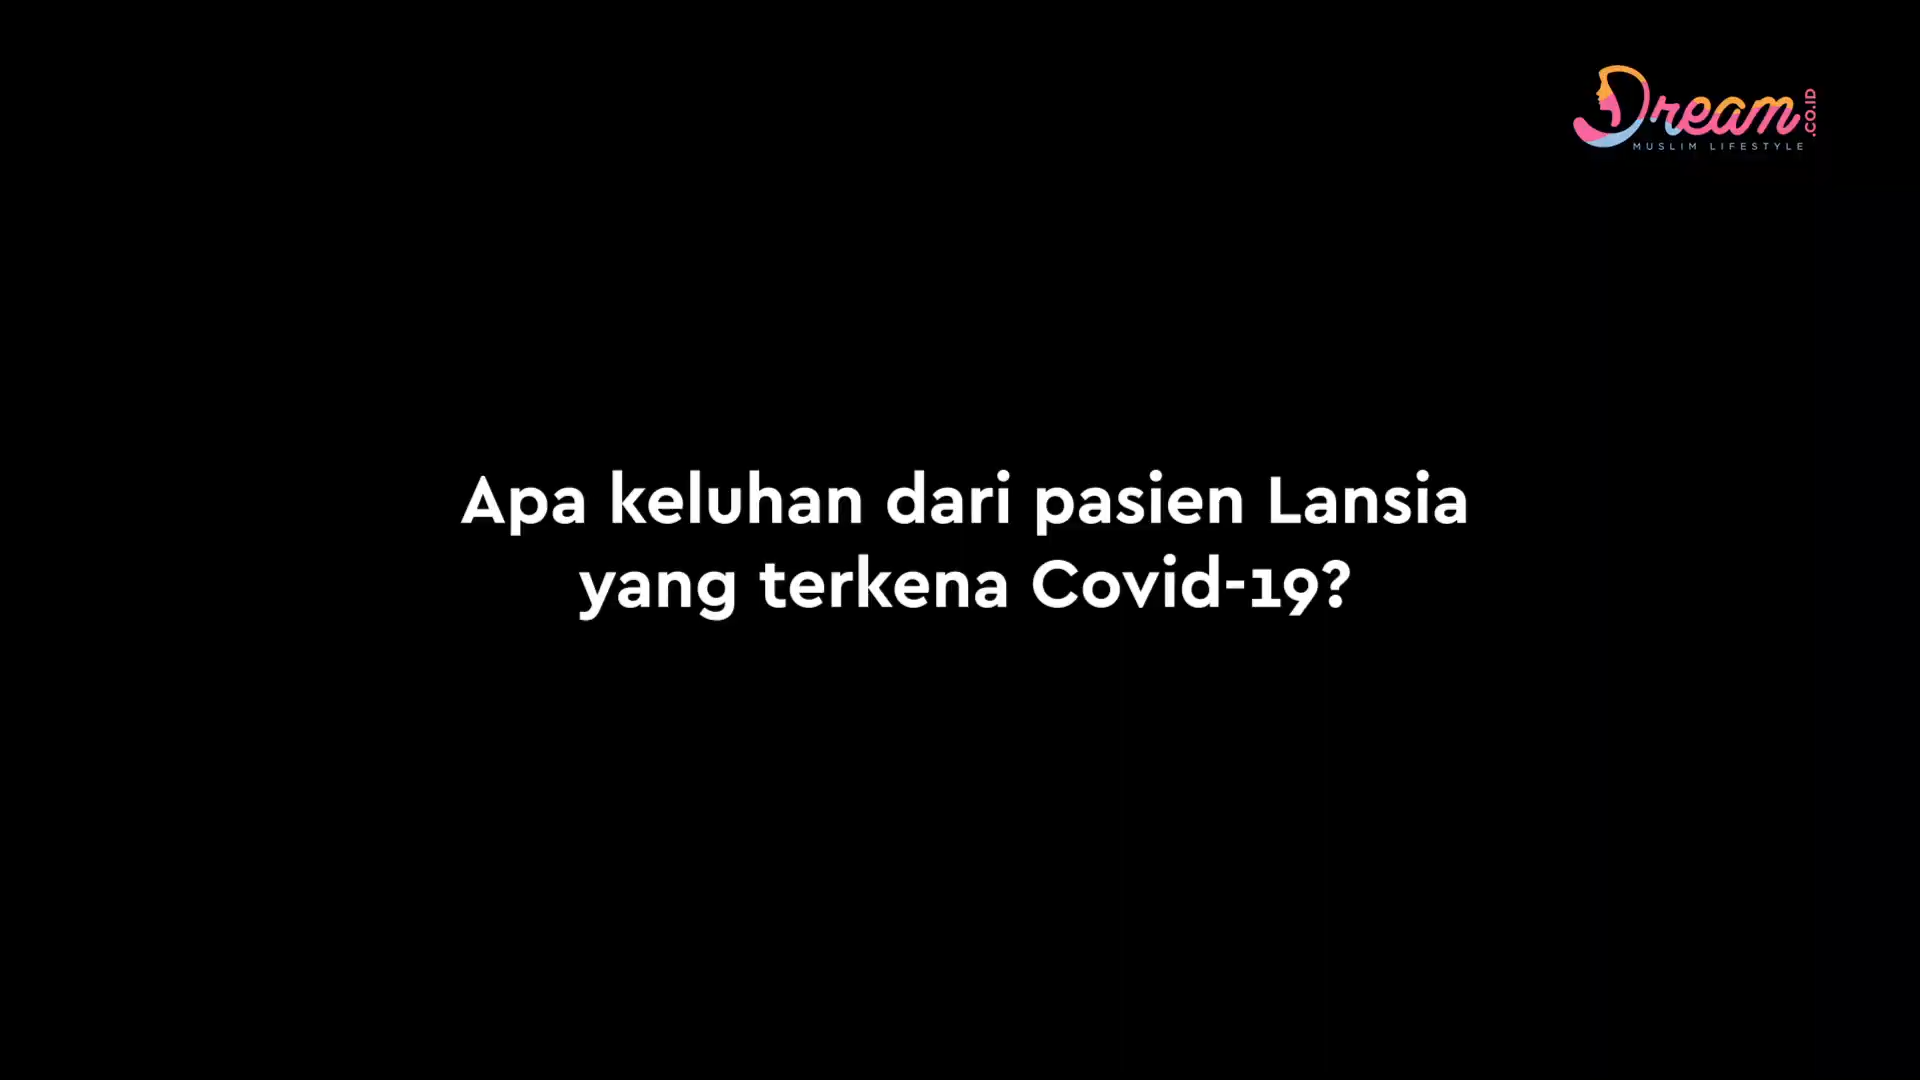 Dream.CO.ID
MUSLIM LIFESTYLE
Apa keluhan dari pasien Lansia
yang terkena Covid-19?